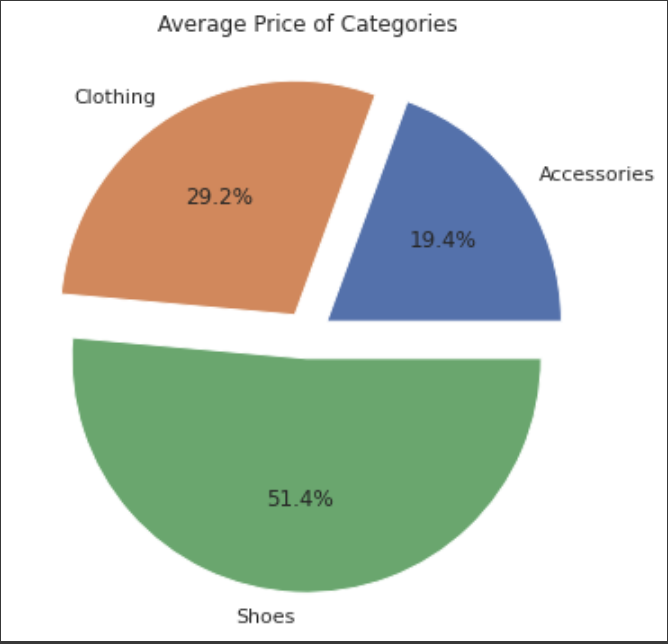 Average Price of Categories
Clothing
Accessories
29.2%
19.4%
51.4%
Shoes